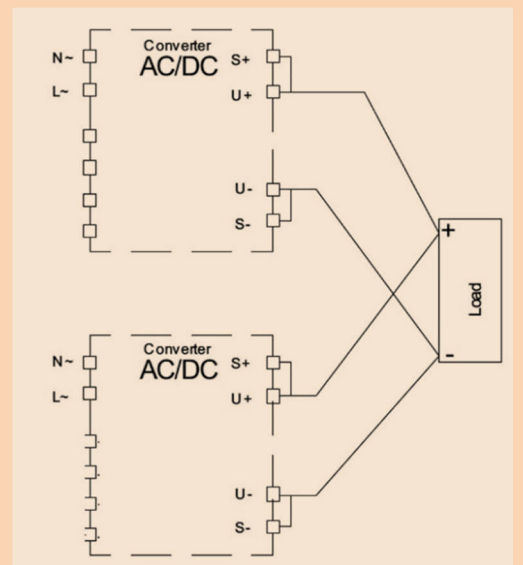 Converter
AC/DC
N~
L~
S+
U+
U-
S-
Converter
AC/DC
N~
L~
S+
U+
U-
S-
+
Load
-